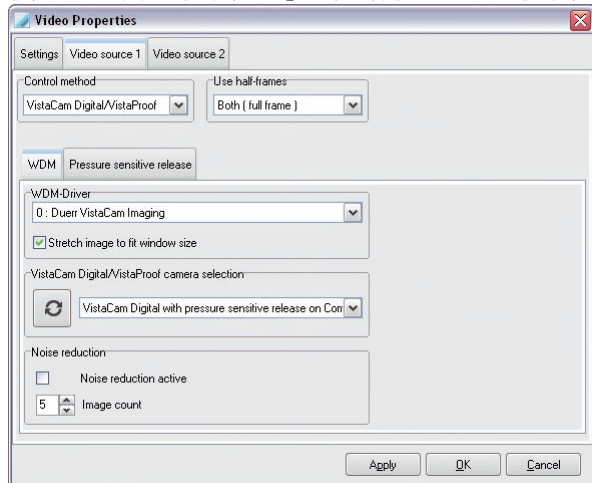 Video Properties
Settings Video source 1 Video source 2
Control method Use half-frames
VistaCam Digital/VistaProof Both ( full frame )
WDM Pressure sensitive release
WDM-Driver
0 : Duerr VistaCam Imaging
Stretch image to fit window size
VistaCam Digital/VistaProof camera selection
VistaCam Digital with pressure sensitive release on Com
Noise reduction
Noise reduction active
5 Image count
Apply OK Cancel